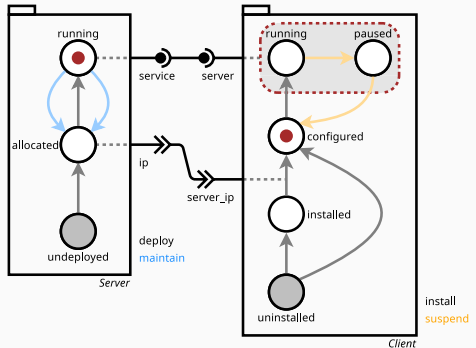 running
running
paused
service
server
allocated
configured
ip
server_ip
installed
undeployed
deploy
maintain
Server
uninstalled
install
suspend
Client